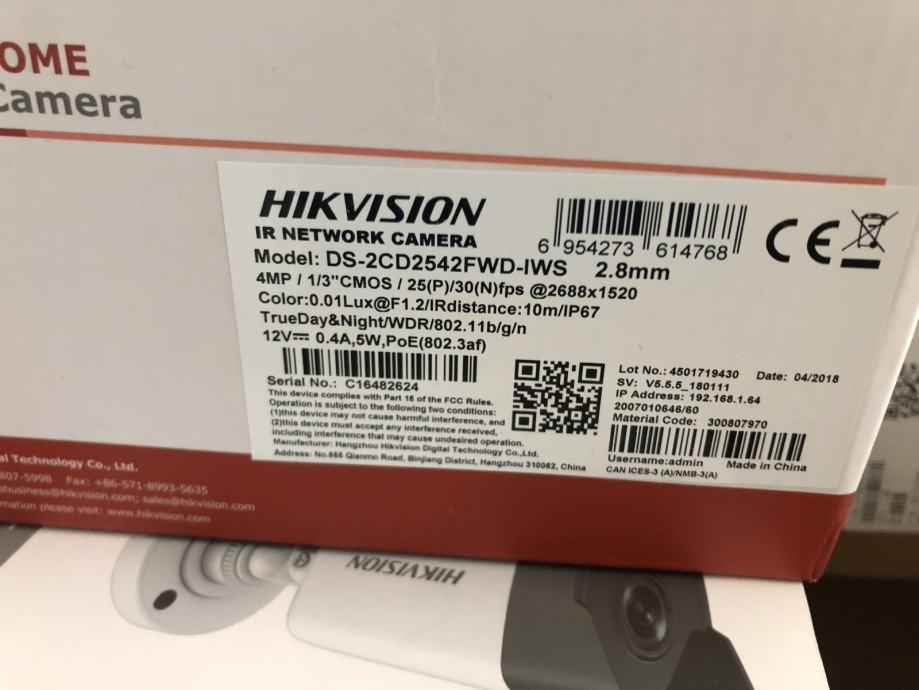 OME
Camera
HIKVISION
IR NETWORK CAMERA
Model: DS-2CD2542FWD-IWS 2.8mm
4MP / 1/3"CMOS / 25(P)/30(N)fps @2688x1520
Color:0.01Lux@F1.2/IRdistance:10m/IP67
TrueDay&Night/WDR/802.11b/g/n
12V⎓ 0.4A,5W,PoE(802.3af)
6 954273 614768
CE
Serial No.: C16482624
This device complies with Part 15 of the FCC Rules.
Operation is subject to the following two conditions:
(1)this device may not cause harmful interference, and
(2)this device must accept any interference received,
including interference that may cause undesired operation.
Manufacturer: Hangzhou Hikvision Digital Technology Co.,Ltd.
Address: No.555 Qianmo Road, Binjiang District, Hangzhou 310052, China
Lot No.: 4501719430 Date: 04/2018
SV: V5.5.5_180111
IP Address: 192.168.1.64
2007010646/60
Material Code: 300807970
Username:admin Made in China
CAN ICES-3 (A)/NMB-3(A)
al Technology Co., Ltd.
807-5998 Fax: +86-571-8993-5635
sbusiness@hikvision.com; sales@hikvision.com
mation please visit: www.hikvision.com
HIKVISION